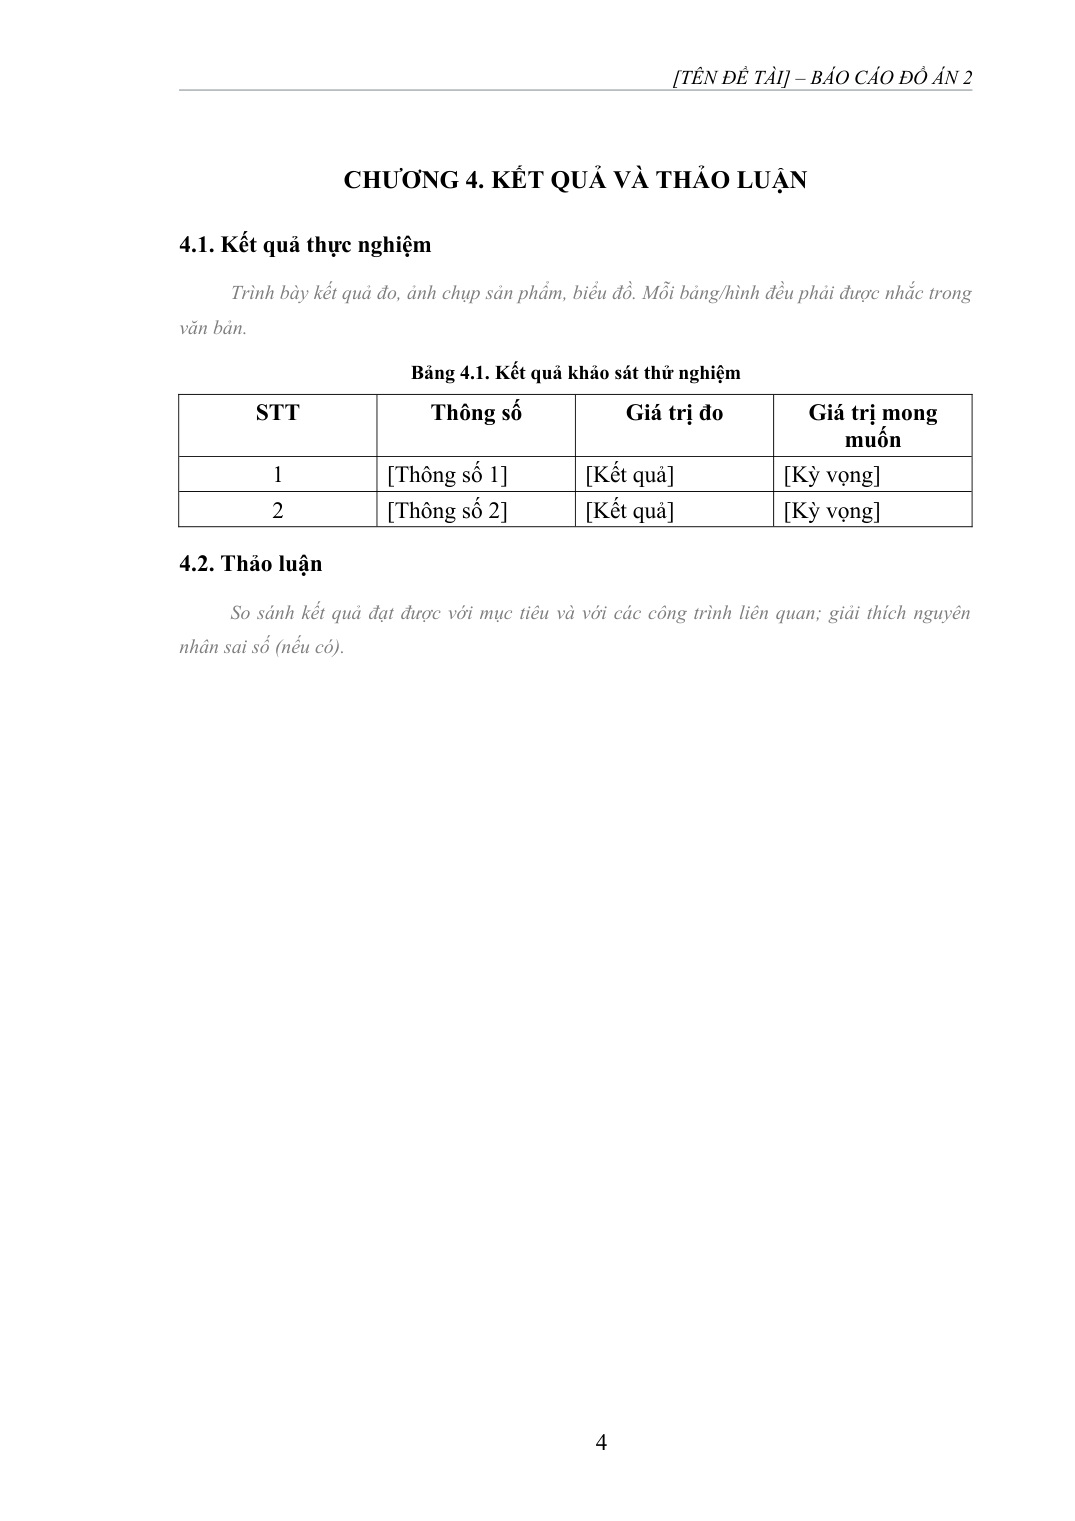 [TÊN ĐỀ TÀI] – BÁO CÁO ĐỒ ÁN 2
CHƯƠNG 4. KẾT QUẢ VÀ THẢO LUẬN
4.1. Kết quả thực nghiệm
Trình bày kết quả đo, ảnh chụp sản phẩm, biểu đồ. Mỗi bảng/hình đều phải được nhắc trong
văn bản.
Bảng 4.1. Kết quả khảo sát thử nghiệm
STT Thông số Giá trị đo Giá trị mong
muốn
1 [Thông số 1] [Kết quả] [Kỳ vọng]
2 [Thông số 2] [Kết quả] [Kỳ vọng]
4.2. Thảo luận
So sánh kết quả đạt được với mục tiêu và với các công trình liên quan; giải thích nguyên
nhân sai số (nếu có).
4